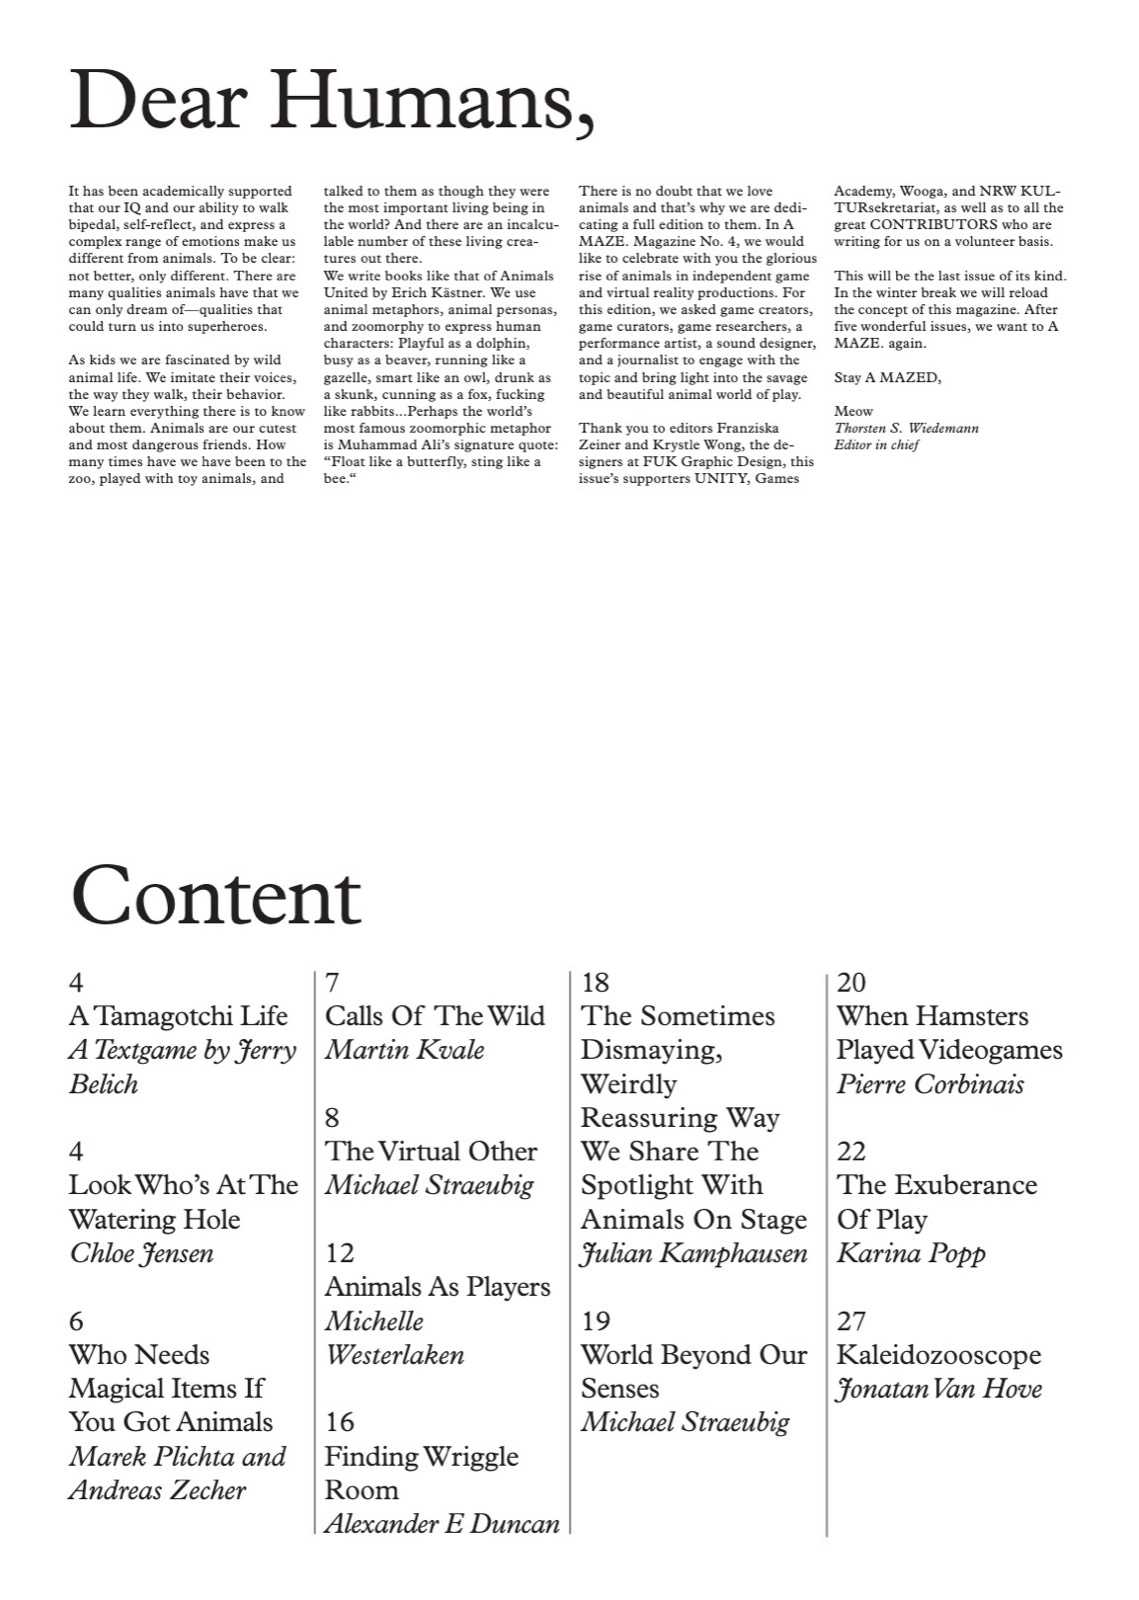 Dear Humans,
It has been academically supported
that our IQ and our ability to walk
bipedal, self-reflect, and express a
complex range of emotions make us
different from animals. To be clear:
not better, only different. There are
many qualities animals have that we
can only dream of—qualities that
could turn us into superheroes.
As kids we are fascinated by wild
animal life. We imitate their voices,
the way they walk, their behavior.
We learn everything there is to know
about them. Animals are our cutest
and most dangerous friends. How
many times have we have been to the
zoo, played with toy animals, and
talked to them as though they were
the most important living being in
the world? And there are an incalcu-
lable number of these living crea-
tures out there.
We write books like that of Animals
United by Erich Kästner. We use
animal metaphors, animal personas,
and zoomorphy to express human
characters: Playful as a dolphin,
busy as a beaver, running like a
gazelle, smart like an owl, drunk as
a skunk, cunning as a fox, fucking
like rabbits...Perhaps the world's
most famous zoomorphic metaphor
is Muhammad Ali's signature quote:
“Float like a butterfly, sting like a
bee.“
There is no doubt that we love
animals and that's why we are dedi-
cating a full edition to them. In A
MAZE. Magazine No. 4, we would
like to celebrate with you the glorious
rise of animals in independent game
and virtual reality productions. For
this edition, we asked game creators,
game curators, game researchers, a
performance artist, a sound designer,
and a journalist to engage with the
topic and bring light into the savage
and beautiful animal world of play.
Thank you to editors Franziska
Zeiner and Krystle Wong, the de-
signers at FUK Graphic Design, this
issue's supporters UNITY, Games
Academy, Wooga, and NRW KUL-
TURsekretariat, as well as to all the
great CONTRIBUTORS who are
writing for us on a volunteer basis.
This will be the last issue of its kind.
In the winter break we will reload
the concept of this magazine. After
five wonderful issues, we want to A
MAZE. again.
Stay A MAZED,
Meow
Thorsten S. Wiedemann
Editor in chief
Content
4
A Tamagotchi Life
A Textgame by Jerry
Belich
4
Look Who’s At The
Watering Hole
Chloe Jensen
6
Who Needs
Magical Items If
You Got Animals
Marek Plichta and
Andreas Zecher
7
Calls Of The Wild
Martin Kvale
8
The Virtual Other
Michael Straeubig
12
Animals As Players
Michelle
Westerlaken
16
Finding Wriggle
Room
Alexander E Duncan
18
The Sometimes
Dismaying,
Weirdly
Reassuring Way
We Share The
Spotlight With
Animals On Stage
Julian Kamphausen
19
World Beyond Our
Senses
Michael Straeubig
20
When Hamsters
Played Videogames
Pierre Corbinais
22
The Exuberance
Of Play
Karina Popp
27
Kaleidozooscope
Jonatan Van Hove